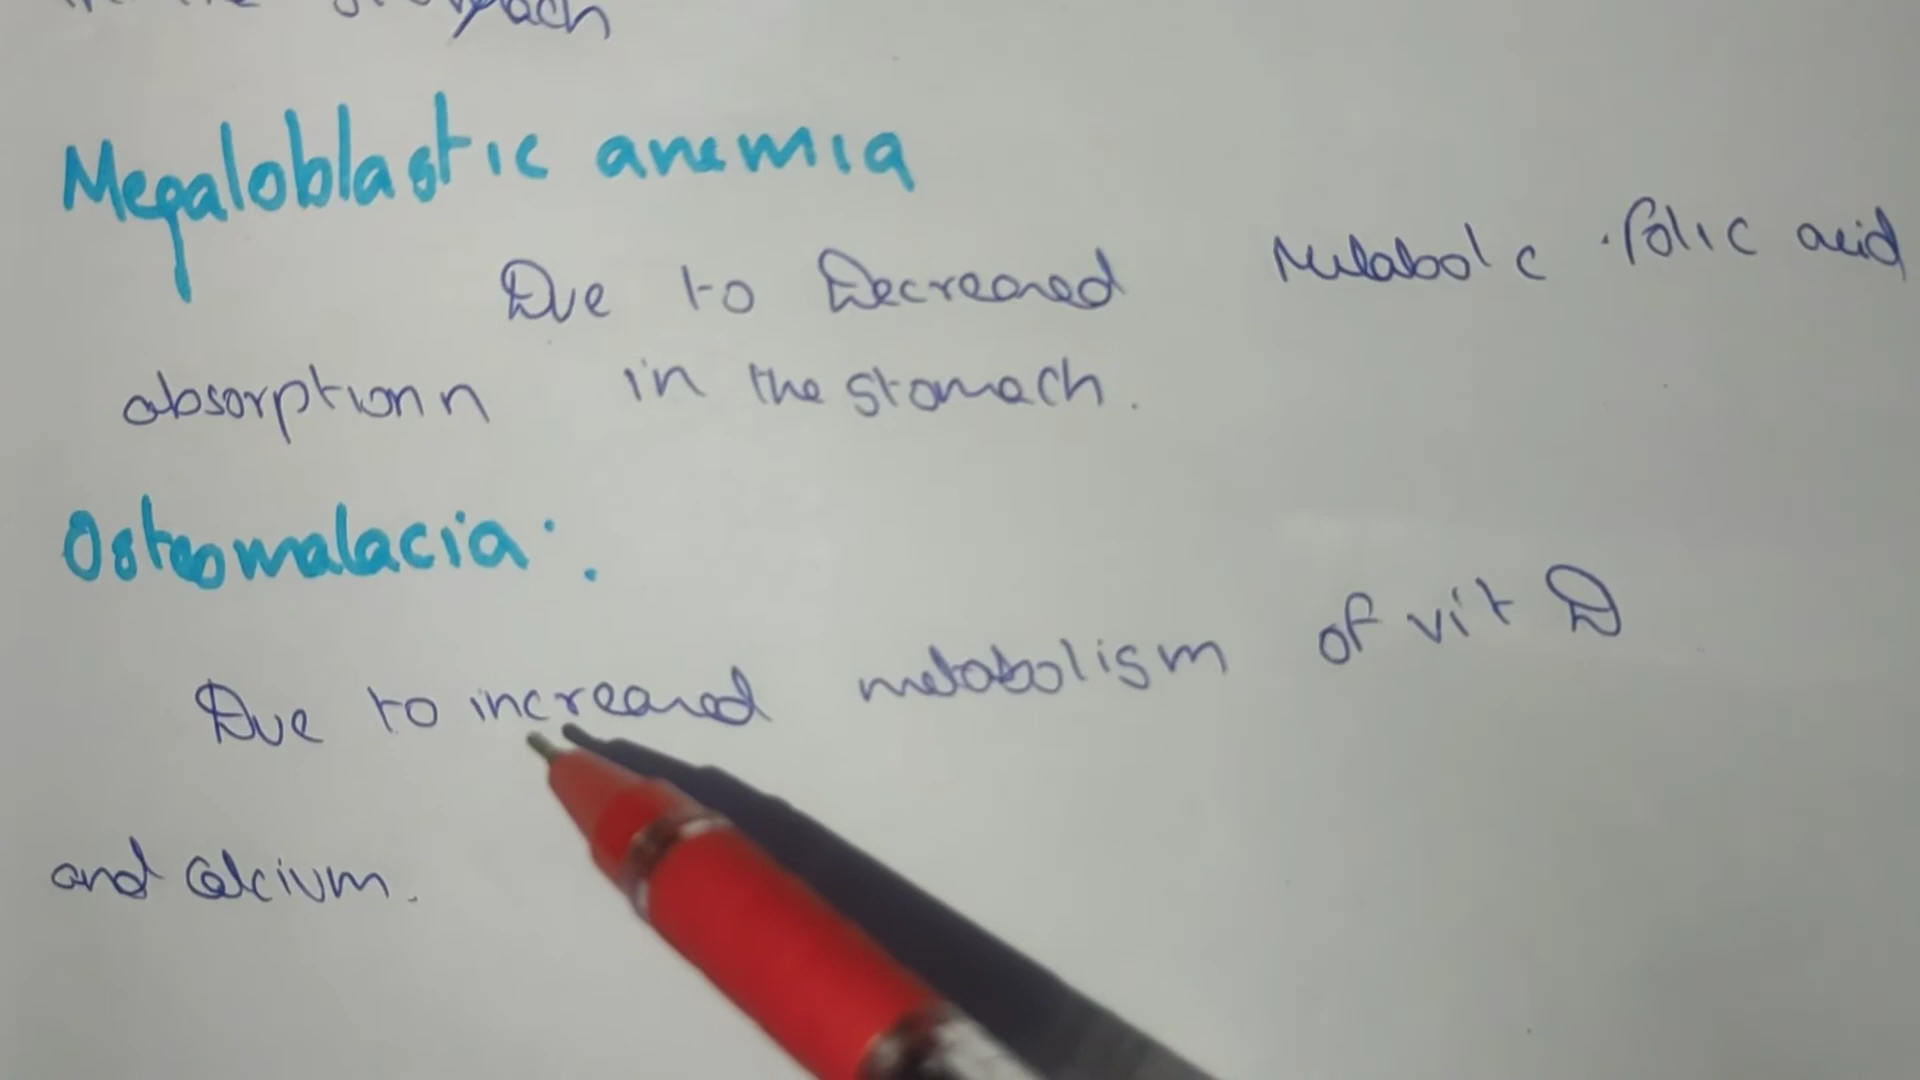 Megaloblastic anemia
Due to Decreased Metabolc folic acid
absorptionn in the stomach.
Osteomalacia:
Due to increased metabolism of vit D
and calcium.